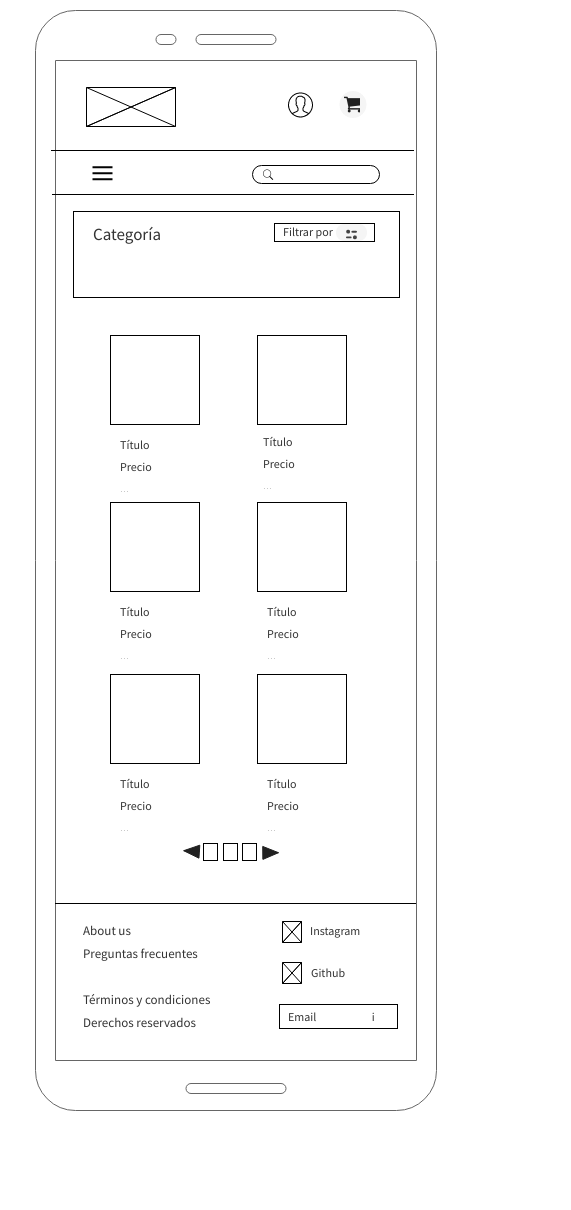 Categoría
Filtrar por
Título
Título
Precio
Precio
...
...
Título
Título
Precio
Precio
...
...
Título
Título
Precio
Precio
...
...
About us
Instagram
Preguntas frecuentes
Github
Términos y condiciones
Email i
Derechos reservados